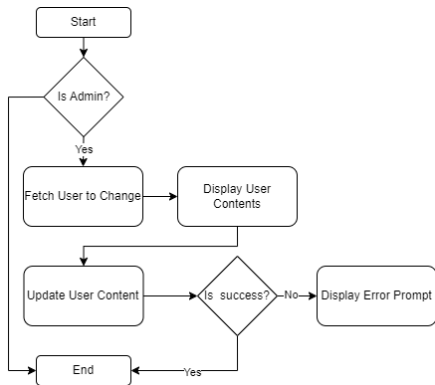 Start
Is Admin?
Yes
Fetch User to Change
Display User
Contents
Update User Content
Is success?
No
Display Error Prompt
End
Yes